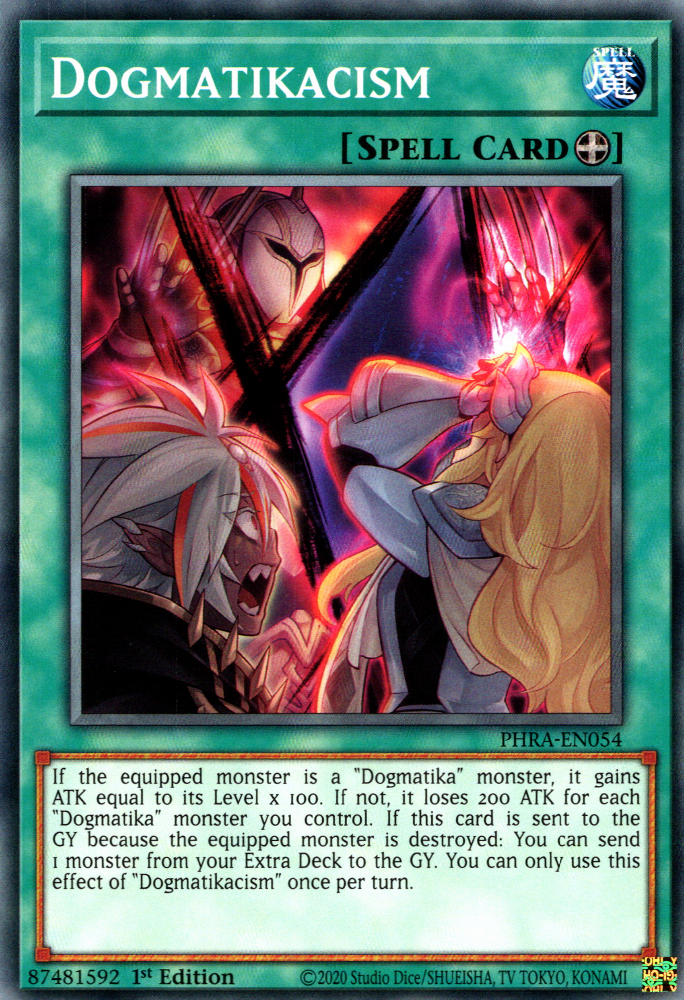 DOGMATIKACISM
SPELL
魔
[SPELL CARD]
PHRA-EN054
If the equipped monster is a "Dogmatika" monster, it gains
ATK equal to its Level x 100. If not, it loses 200 ATK for each
"Dogmatika" monster you control. If this card is sent to the
GY because the equipped monster is destroyed: You can send
1 monster from your Extra Deck to the GY. You can only use this
effect of "Dogmatikacism" once per turn.
87481592 1st Edition ©2020 Studio Dice/SHUEISHA, TV TOKYO, KONAMI